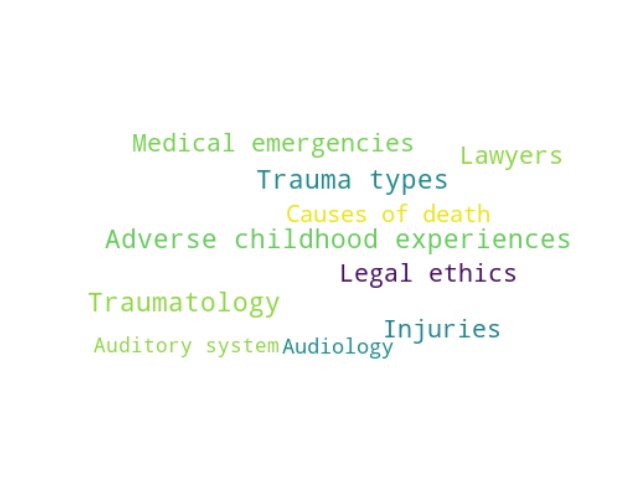 Medical emergencies
Lawyers
Trauma types
Causes of death
Adverse childhood experiences
Legal ethics
Traumatology
Injuries
Auditory system
Audiology